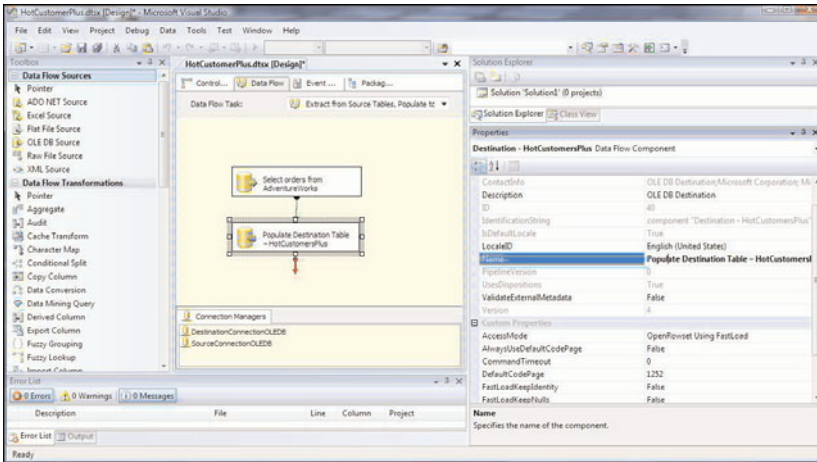 HotCustomerPlus.dtsx [Design]* - Microsoft Visual Studio
File Edit View Project Debug Data Tools Test Window Help
Toolbox
Data Flow Sources
Pointer
ADO NET Source
Excel Source
Flat File Source
OLE DB Source
Raw File Source
XML Source
Data Flow Transformations
Pointer
Aggregate
Audit
Cache Transform
Character Map
Conditional Split
Copy Column
Data Conversion
Data Mining Query
Derived Column
Export Column
Fuzzy Grouping
Fuzzy Lookup
Import Column
HotCustomerPlus.dtsx [Design]*
Control... Data Flow Event ... Packag...
Data Flow Task: Extract from Source Tables, Populate tc
Select orders from
AdventureWorks
Populate Destination Table
- HotCustomersPlus
Connection Managers
DestinationConnectionOLEDB
SourceConnectionOLEDB
Solution Explorer
Solution 'Solution1' (0 projects)
Solution Explorer Class View
Properties
Destination - HotCustomersPlus Data Flow Component
ContactInfo OLE DB Destination;Microsoft Corporation; Mi
Description OLE DB Destination
ID 40
IdentificationString component "Destination - HotCustomersPlus"
IsDefaultLocale True
LocaleID English (United States)
Name Populate Destination Table - HotCustomersI
PipelineVersion 0
UsesDispositions True
ValidateExternalMetadata False
Version 4
Custom Properties
AccessMode OpenRowset Using FastLoad
AlwaysUseDefaultCodePage False
CommandTimeout 0
DefaultCodePage 1252
FastLoadKeepIdentity False
FastLoadKeepNulls False
Name
Specifies the name of the component.
Error List
0 Errors 0 Warnings 0 Messages
Description File Line Column Project
Error List Output
Ready